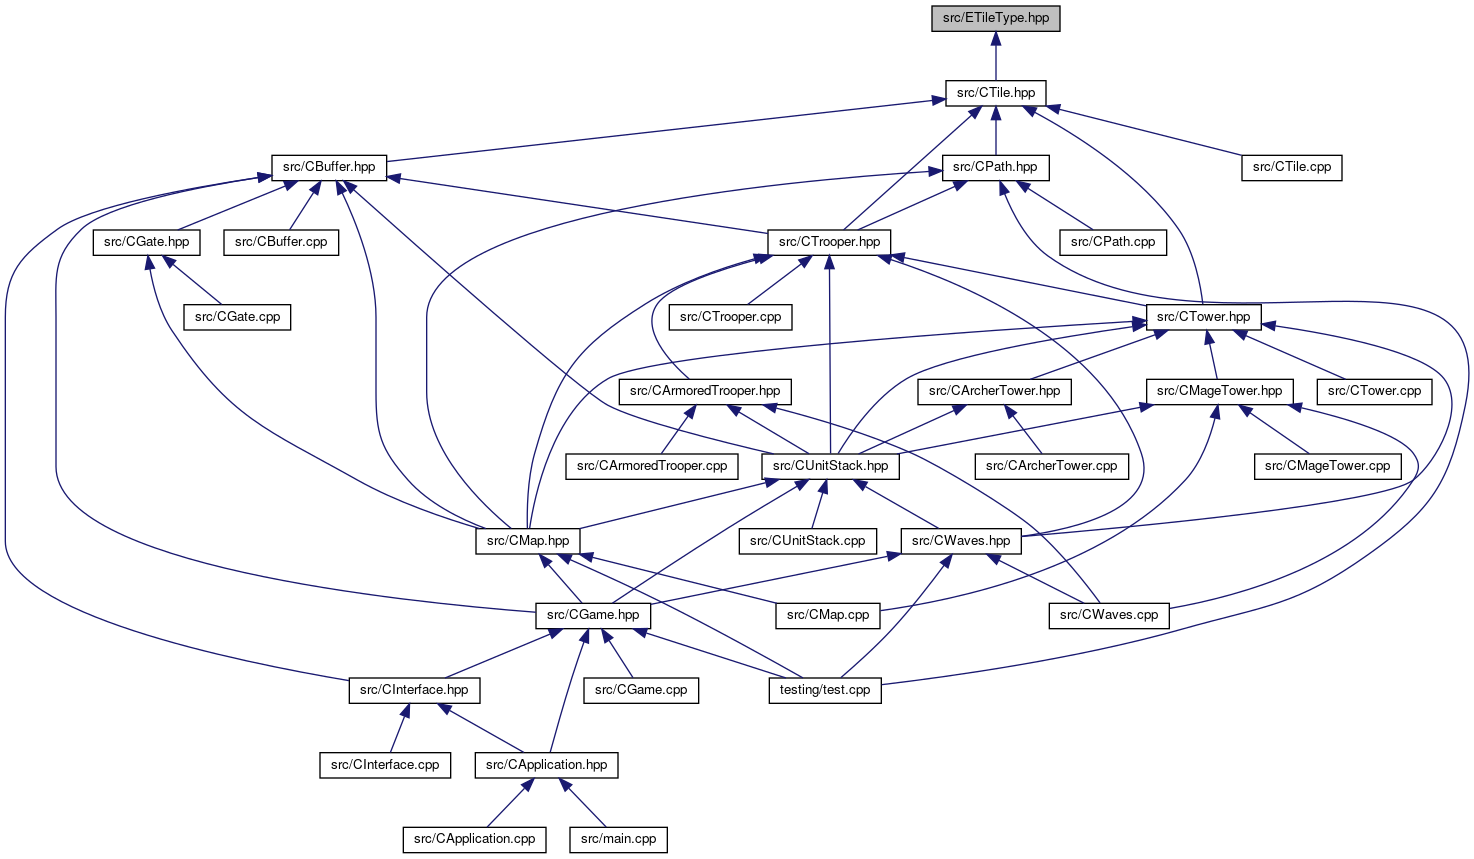 src/ETileType.hpp
src/CTile.hpp
src/CBuffer.hpp
src/CPath.hpp
src/CTile.cpp
src/CGate.hpp
src/CBuffer.cpp
src/CTrooper.hpp
src/CPath.cpp
src/CGate.cpp
src/CTrooper.cpp
src/CTower.hpp
src/CArmoredTrooper.hpp
src/CArcherTower.hpp
src/CMageTower.hpp
src/CTower.cpp
src/CArmoredTrooper.cpp
src/CUnitStack.hpp
src/CArcherTower.cpp
src/CMageTower.cpp
src/CMap.hpp
src/CUnitStack.cpp
src/CWaves.hpp
src/CGame.hpp
src/CMap.cpp
src/CWaves.cpp
src/CInterface.hpp
src/CGame.cpp
testing/test.cpp
src/CInterface.cpp
src/CApplication.hpp
src/CApplication.cpp
src/main.cpp